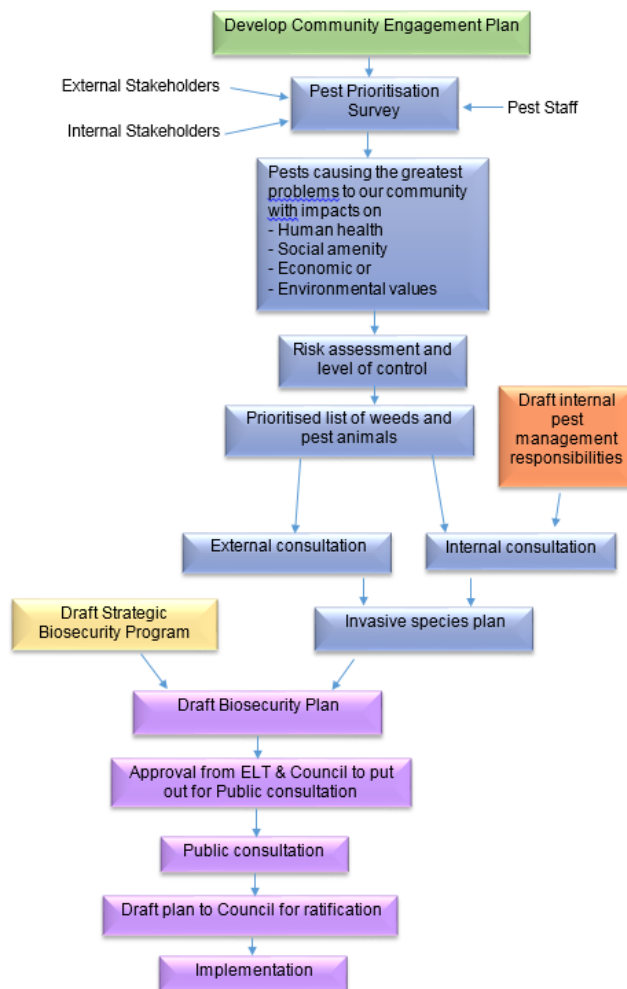 Develop Community Engagement Plan
External Stakeholders
Pest Prioritisation
Survey
Pest Staff
Internal Stakeholders
Pests causing the greatest
problems to our community
with impacts on
- Human health
- Social amenity
- Economic or
- Environmental values
Risk assessment and
level of control
Prioritised list of weeds and
pest animals
Draft internal
pest
management
responsibilities
External consultation
Internal consultation
Draft Strategic
Biosecurity Program
Invasive species plan
Draft Biosecurity Plan
Approval from ELT & Council to put
out for Public consultation
Public consultation
Draft plan to Council for ratification
Implementation